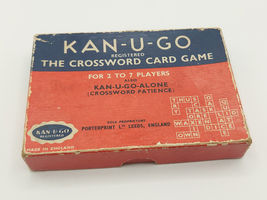 KAN-U-GO
REGISTERED
THE CROSSWORD CARD GAME
FOR 2 TO 7 PLAYERS
ALSO
KAN-U-GO-ALONE
(CROSSWORD PATIENCE)
SOLE PROPRIETORS
PORTERPRINT LTD LEEDS, ENGLAND
KAN-U-GO
REGISTERED
MADE IN ENGLAND